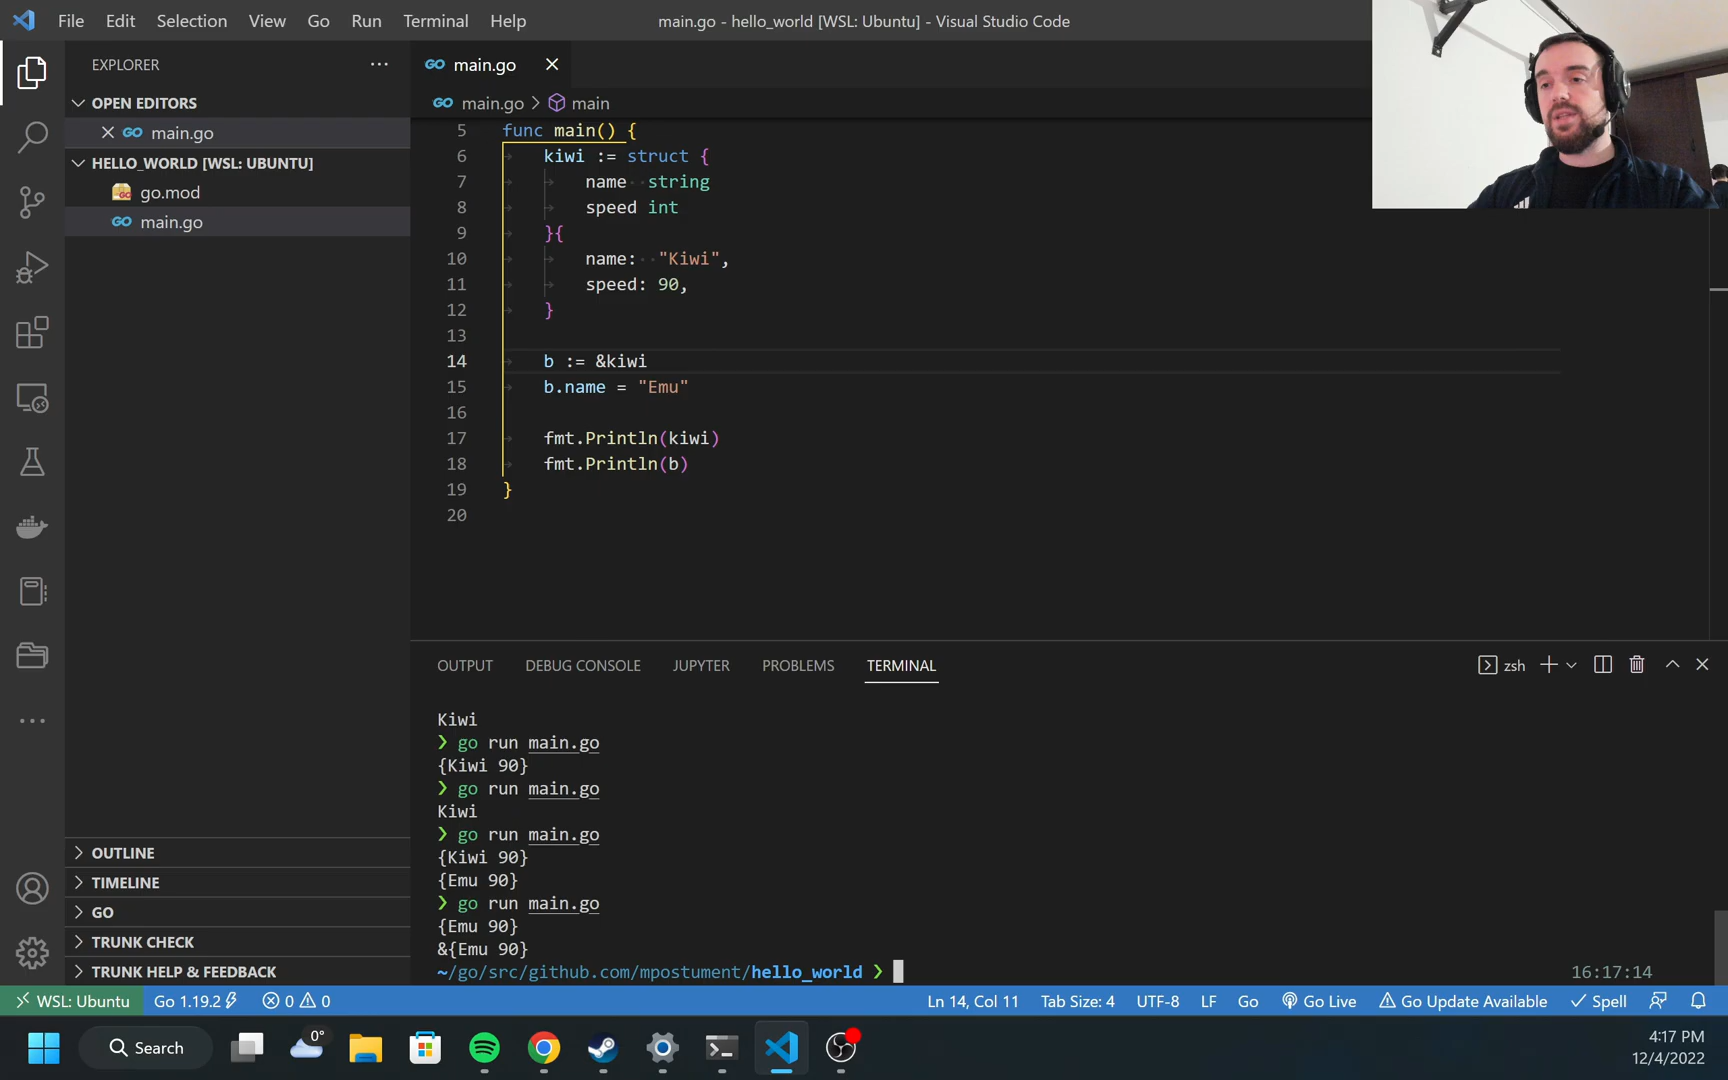 File Edit Selection View Go Run Terminal Help
main.go - hello_world [WSL: Ubuntu] - Visual Studio Code
EXPLORER
OPEN EDITORS
main.go
HELLO_WORLD [WSL: UBUNTU]
go.mod
main.go
OUTLINE
TIMELINE
GO
TRUNK CHECK
TRUNK HELP & FEEDBACK
main.go
main.go > main
5 func main() {
6 kiwi := struct {
7 name string
8 speed int
9 }{
10 name: "Kiwi",
11 speed: 90,
12 }
13
14 b := &kiwi
15 b.name = "Emu"
16
17 fmt.Println(kiwi)
18 fmt.Println(b)
19 }
20
OUTPUT DEBUG CONSOLE JUPYTER PROBLEMS TERMINAL
zsh
Kiwi
❯ go run main.go
{Kiwi 90}
❯ go run main.go
Kiwi
❯ go run main.go
{Kiwi 90}
{Emu 90}
❯ go run main.go
{Emu 90}
&{Emu 90}
~/go/src/github.com/mpostument/hello_world ❯ 16:17:14
WSL: Ubuntu Go 1.19.2 0 0 Ln 14, Col 11 Tab Size: 4 UTF-8 LF Go Go Live Go Update Available Spell
Search
0°
4:17 PM
12/4/2022